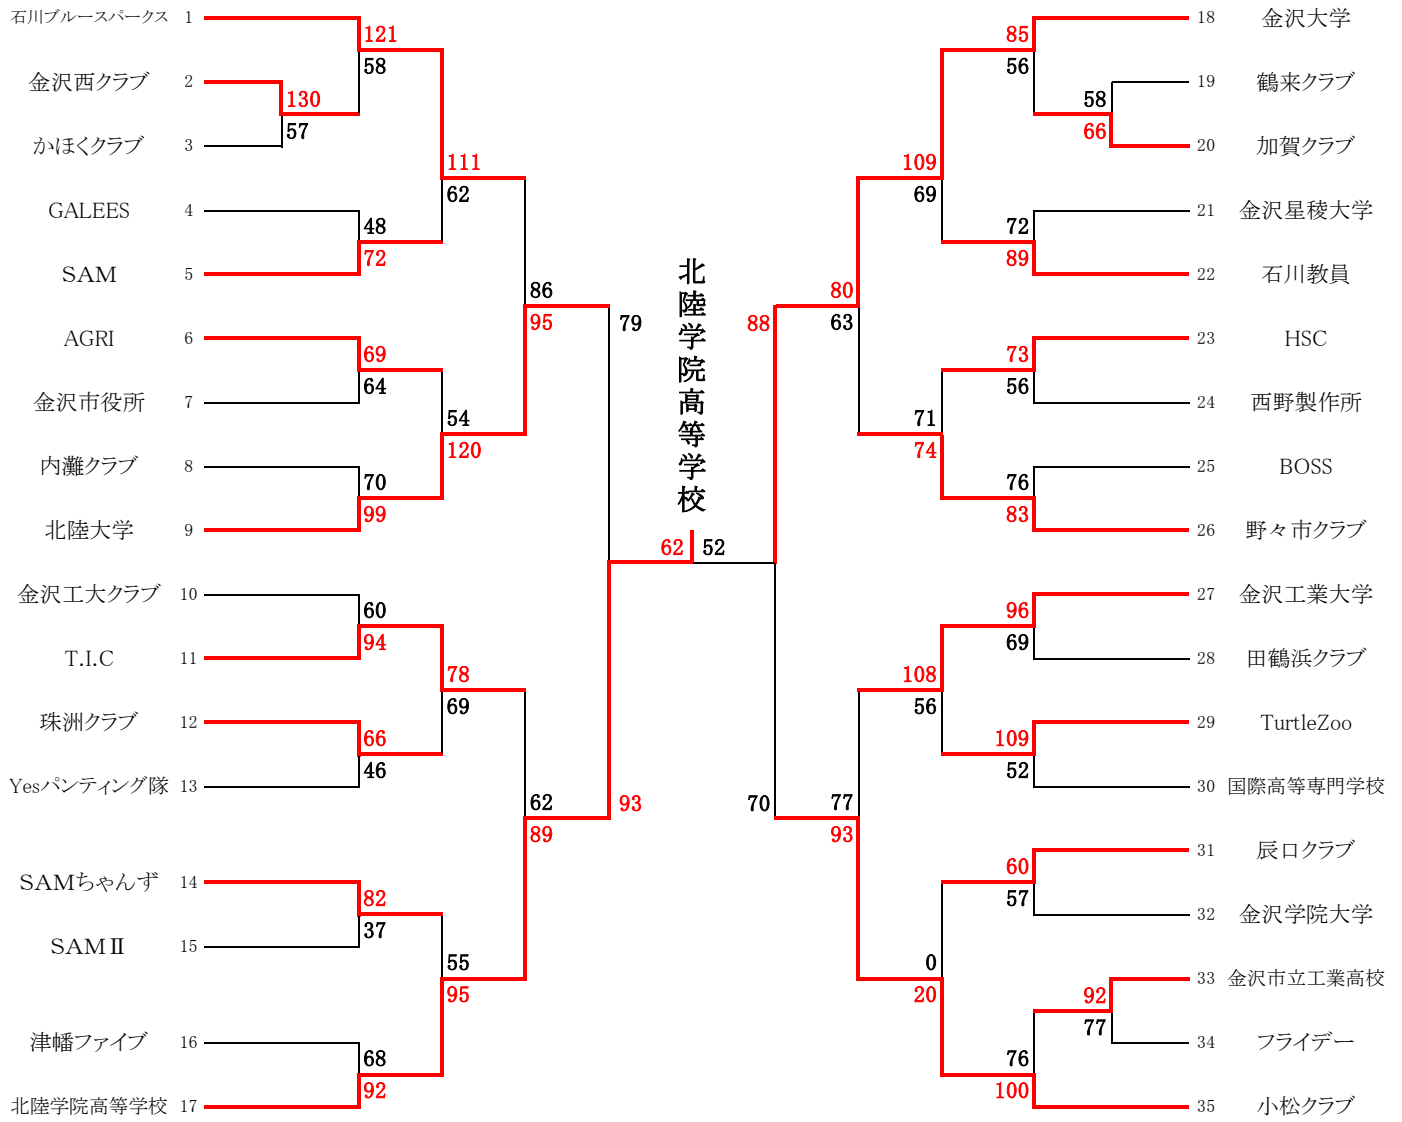 石川ブルースパークス 1
121
58
金沢西クラブ 2
130
57
かほくクラブ 3
111
62
GALEES 4
48
72
SAM 5
86
95
AGRI 6
69
64
金沢市役所 7
54
120
内灘クラブ 8
70
99
北陸大学 9
79
金沢工大クラブ 10
60
94
T.I.C 11
78
69
珠洲クラブ 12
66
46
Yesパンティング隊 13
62
89
93
SAMちゃんず 14
82
37
SAMⅡ 15
55
95
津幡ファイブ 16
68
92
北陸学院高等学校 17
北陸学院高等学校
62 52
18 金沢大学
85
56
19 鶴来クラブ
58
66
20 加賀クラブ
109
69
21 金沢星稜大学
72
89
22 石川教員
80
63
88
23 HSC
73
56
24 西野製作所
71
74
25 BOSS
76
83
26 野々市クラブ
27 金沢工業大学
96
69
28 田鶴浜クラブ
108
56
29 TurtleZoo
109
52
30 国際高等専門学校
70
77
93
31 辰口クラブ
60
57
32 金沢学院大学
0
20
33 金沢市立工業高校
92
77
34 フライデー
76
100
35 小松クラブ